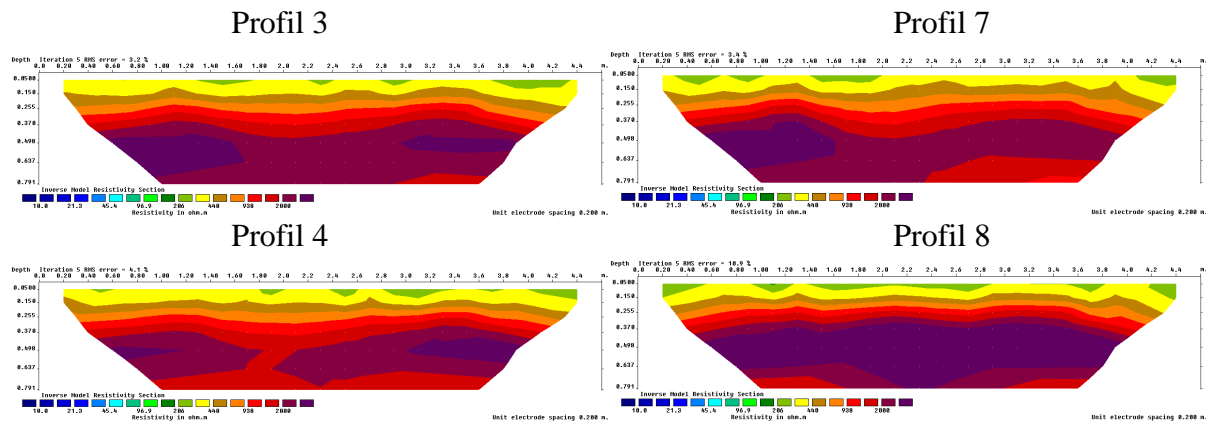 Profil 3
Depth Iteration 5 RMS error = 3.2 %
0.0 0.20 0.40 0.60 0.80 1.00 1.20 1.40 1.60 1.80 2.0 2.2 2.4 2.6 2.8 3.0 3.2 3.4 3.6 3.8 4.0 4.2 4.4 m.
0.0500
0.150
0.255
0.370
0.498
0.637
0.791
Inverse Model Resistivity Section
10.0 21.3 45.4 96.9 206 440 938 2000
Resistivity in ohm.m
Unit electrode spacing 0.200 m.
Profil 7
Depth Iteration 5 RMS error = 3.4 %
0.0 0.20 0.40 0.60 0.80 1.00 1.20 1.40 1.60 1.80 2.0 2.2 2.4 2.6 2.8 3.0 3.2 3.4 3.6 3.8 4.0 4.2 4.4 m.
0.0500
0.150
0.255
0.370
0.498
0.637
0.791
Inverse Model Resistivity Section
10.0 21.3 45.4 96.9 206 440 938 2000
Resistivity in ohm.m
Unit electrode spacing 0.200 m.
Profil 4
Depth Iteration 5 RMS error = 4.1 %
0.0 0.20 0.40 0.60 0.80 1.00 1.20 1.40 1.60 1.80 2.0 2.2 2.4 2.6 2.8 3.0 3.2 3.4 3.6 3.8 4.0 4.2 4.4 m.
0.0500
0.150
0.255
0.370
0.498
0.637
0.791
Inverse Model Resistivity Section
10.0 21.3 45.4 96.9 206 440 938 2000
Resistivity in ohm.m
Unit electrode spacing 0.200 m.
Profil 8
Depth Iteration 5 RMS error = 10.9 %
0.0 0.20 0.40 0.60 0.80 1.00 1.20 1.40 1.60 1.80 2.0 2.2 2.4 2.6 2.8 3.0 3.2 3.4 3.6 3.8 4.0 4.2 4.4 m.
0.0500
0.150
0.255
0.370
0.498
0.637
0.791
Inverse Model Resistivity Section
10.0 21.3 45.4 96.9 206 440 938 2000
Resistivity in ohm.m
Unit electrode spacing 0.200 m.